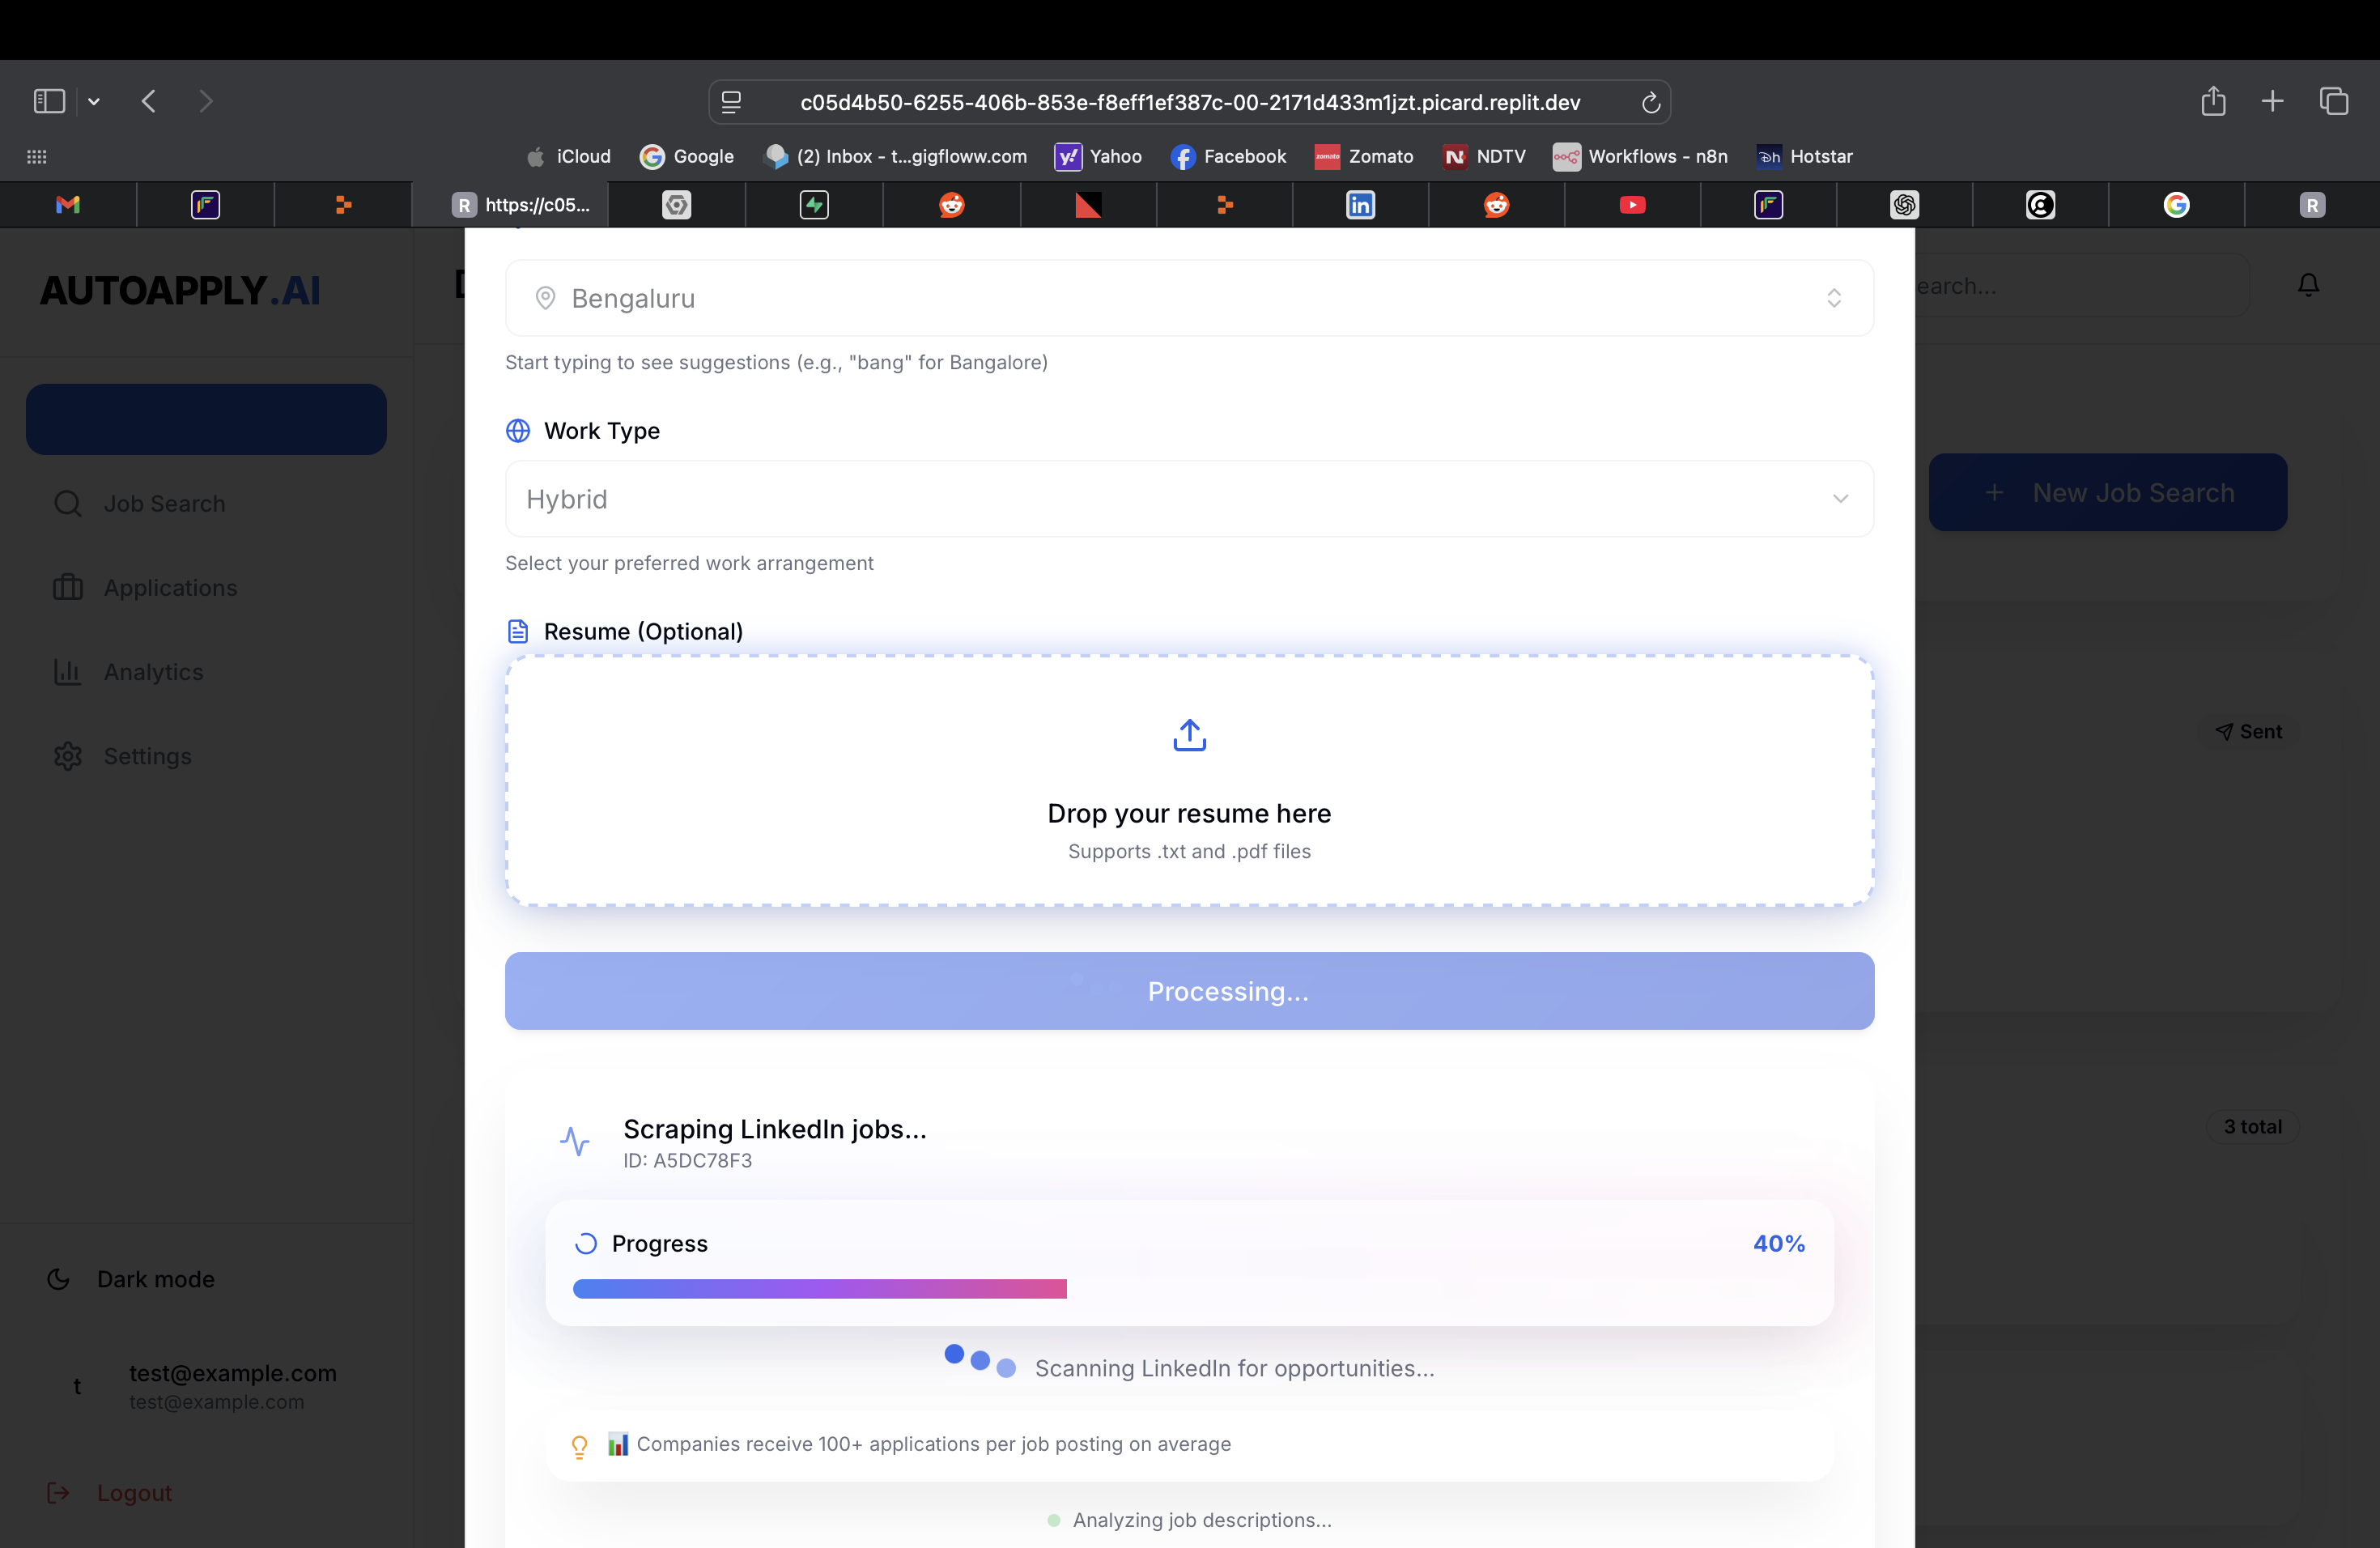 c05d4b50-6255-406b-853e-f8eff1ef387c-00-2171d433m1jzt.picard.replit.dev
iCloud
Google
(2) Inbox - t...gigfloww.com
Yahoo
Facebook
Zomato
NDTV
Workflows - n8n
Hotstar
R https://c05...
R
AUTOAPPLY.AI
earch...
Job Search
Applications
Analytics
Settings
Dark mode
t
test@example.com
test@example.com
Logout
Bengaluru
Start typing to see suggestions (e.g., "bang" for Bangalore)
Work Type
Hybrid
Select your preferred work arrangement
Resume (Optional)
Drop your resume here
Supports .txt and .pdf files
Processing...
Scraping LinkedIn jobs...
ID: A5DC78F3
Progress
40%
Scanning LinkedIn for opportunities...
Companies receive 100+ applications per job posting on average
Analyzing job descriptions...
+ New Job Search
Sent
3 total